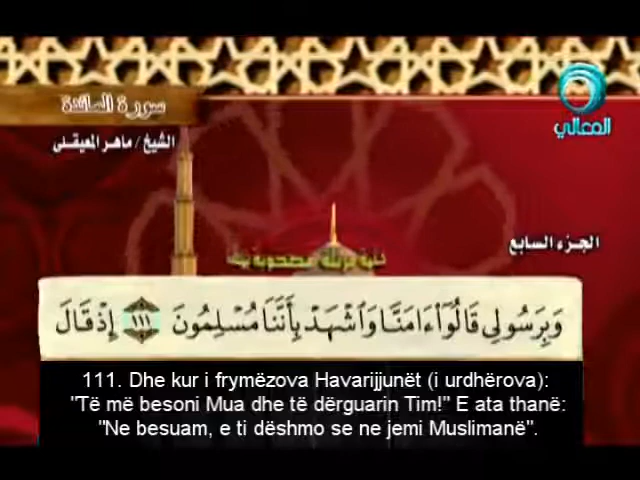 سورة المائدة
المعالي
الشيخ / ماهر المعيقلي
الجزء السابع
وَبِرَسُولِي قَالُوٓا۟ ءَامَنَّا وَٱشْهَدْ بِأَنَّنَا مُسْلِمُونَ ١١١ إِذْ قَالَ
111. Dhe kur i frymëzova Havarijjunët (i urdhërova):
"Të më besoni Mua dhe të dërguarin Tim!" E ata thanë:
"Ne besuam, e ti dëshmo se ne jemi Muslimanë".